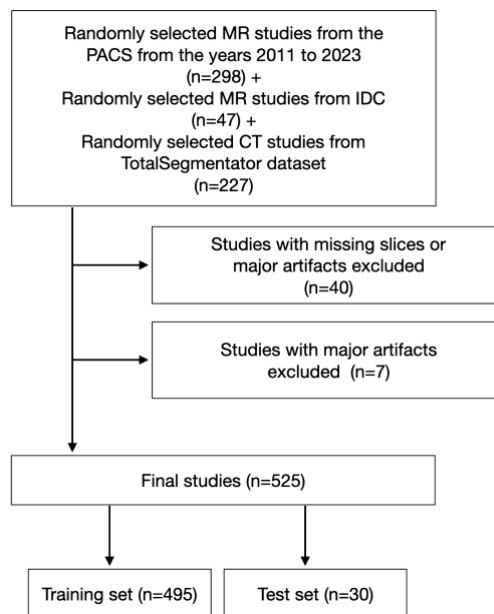 Randomly selected MR studies from the
PACS from the years 2011 to 2023
(n=298) +
Randomly selected MR studies from IDC
(n=47) +
Randomly selected CT studies from
TotalSegmentator dataset
(n=227)
Studies with missing slices or
major artifacts excluded
(n=40)
Studies with major artifacts
excluded (n=7)
Final studies (n=525)
Training set (n=495)
Test set (n=30)